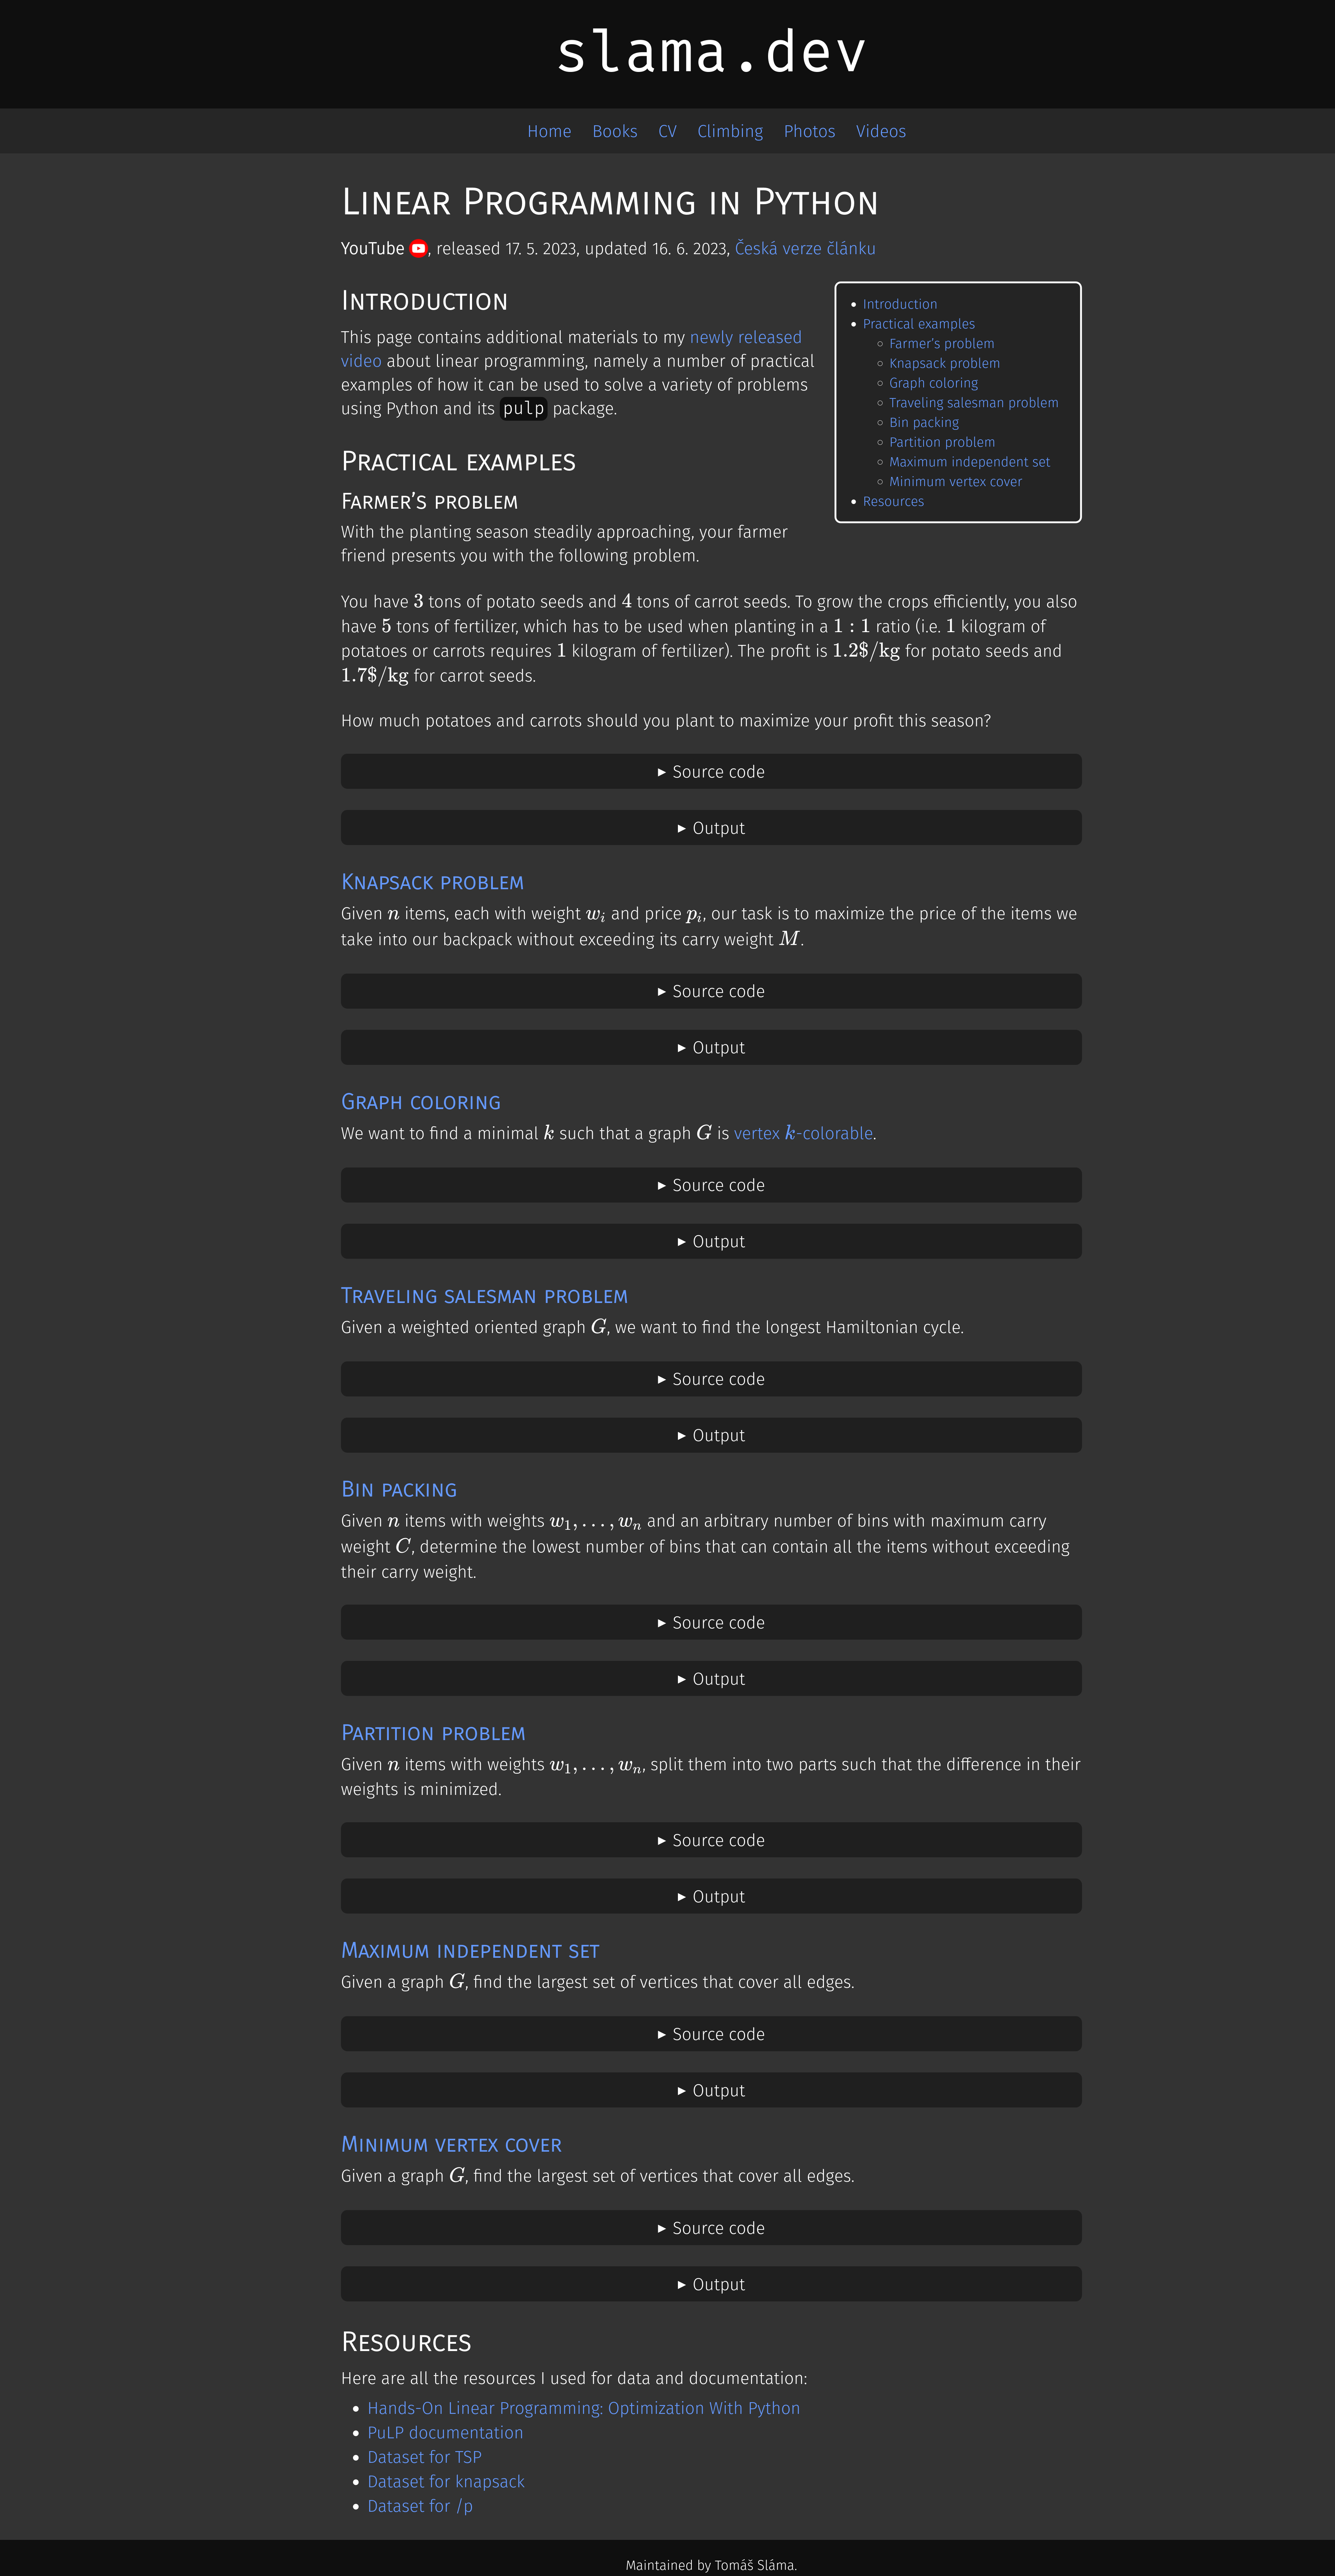 slama.dev
Home Books CV Climbing Photos Videos
Linear Programming in Python
YouTube , released 17. 5. 2023, updated 16. 6. 2023, Česká verze článku
Introduction
This page contains additional materials to my newly released
video about linear programming, namely a number of practical
examples of how it can be used to solve a variety of problems
using Python and its pulp package.
• Introduction
• Practical examples
◦ Farmer’s problem
◦ Knapsack problem
◦ Graph coloring
◦ Traveling salesman problem
◦ Bin packing
◦ Partition problem
◦ Maximum independent set
◦ Minimum vertex cover
• Resources
Practical examples
Farmer’s problem
With the planting season steadily approaching, your farmer
friend presents you with the following problem.
You have 3 tons of potato seeds and 4 tons of carrot seeds. To grow the crops efficiently, you also
have 5 tons of fertilizer, which has to be used when planting in a 1 : 1 ratio (i.e. 1 kilogram of
potatoes or carrots requires 1 kilogram of fertilizer). The profit is 1.2$/kg for potato seeds and
1.7$/kg for carrot seeds.
How much potatoes and carrots should you plant to maximize your profit this season?
▸ Source code
▸ Output
Knapsack problem
Given n items, each with weight w_i and price p_i, our task is to maximize the price of the items we
take into our backpack without exceeding its carry weight M.
▸ Source code
▸ Output
Graph coloring
We want to find a minimal k such that a graph G is vertex k-colorable.
▸ Source code
▸ Output
Traveling salesman problem
Given a weighted oriented graph G, we want to find the longest Hamiltonian cycle.
▸ Source code
▸ Output
Bin packing
Given n items with weights w_1, …, w_n and an arbitrary number of bins with maximum carry
weight C, determine the lowest number of bins that can contain all the items without exceeding
their carry weight.
▸ Source code
▸ Output
Partition problem
Given n items with weights w_1, …, w_n, split them into two parts such that the difference in their
weights is minimized.
▸ Source code
▸ Output
Maximum independent set
Given a graph G, find the largest set of vertices that cover all edges.
▸ Source code
▸ Output
Minimum vertex cover
Given a graph G, find the largest set of vertices that cover all edges.
▸ Source code
▸ Output
Resources
Here are all the resources I used for data and documentation:
• Hands-On Linear Programming: Optimization With Python
• PuLP documentation
• Dataset for TSP
• Dataset for knapsack
• Dataset for /p
Maintained by Tomáš Sláma.